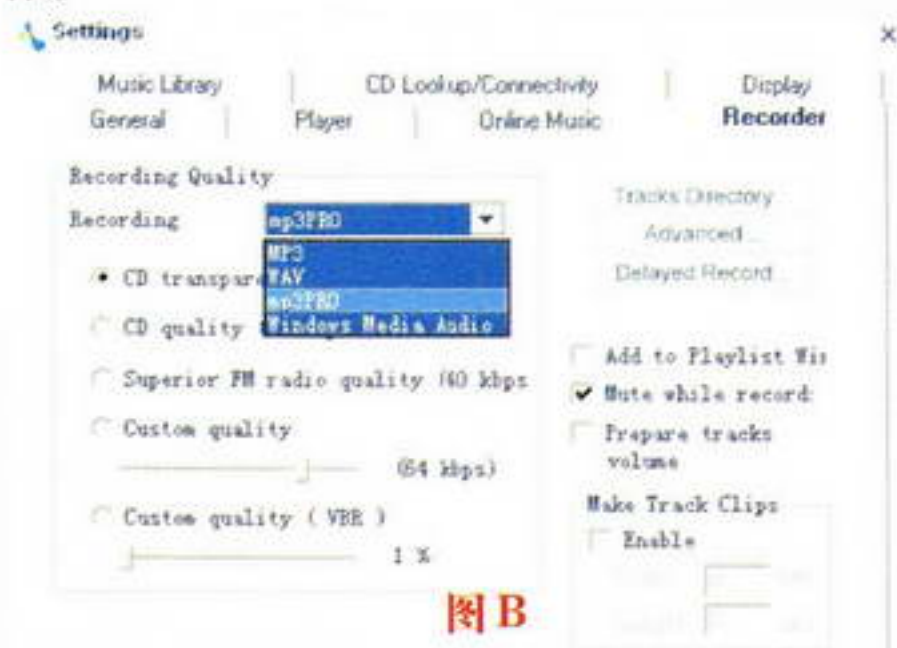 Settings
Music Library
CD Lookup/Connectivity
Display
General
Player
Online Music
Recorder
Recording Quality
Recording
mp3PRO
MP3
WAV
mp3PRO
Windows Media Audio
CD transpar
CD quality
Superior FM radio quality (40 kbps
Custom quality
(64 kbps)
Custom quality ( VBR )
1 %
Tracks Directory...
Advanced...
Delayed Record...
Add to Playlist Wi
Mute while record
Prepare tracks
volume
Make Track Clips
Enable
图 B